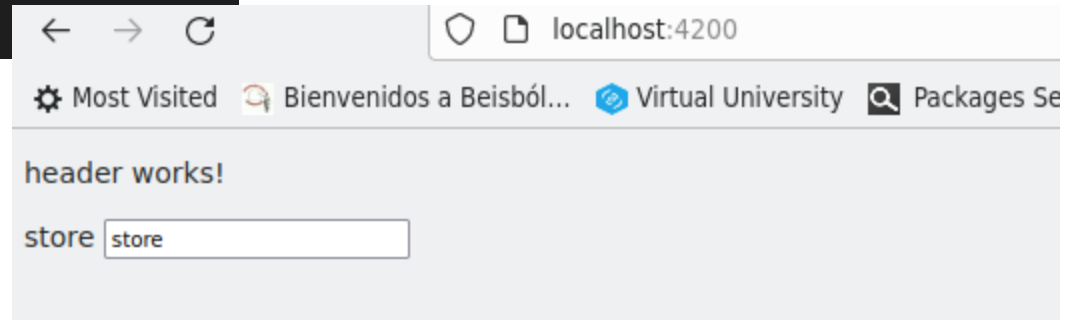 localhost:4200
Most Visited Bienvenidos a Beisból... Virtual University Packages Se
header works!
store store